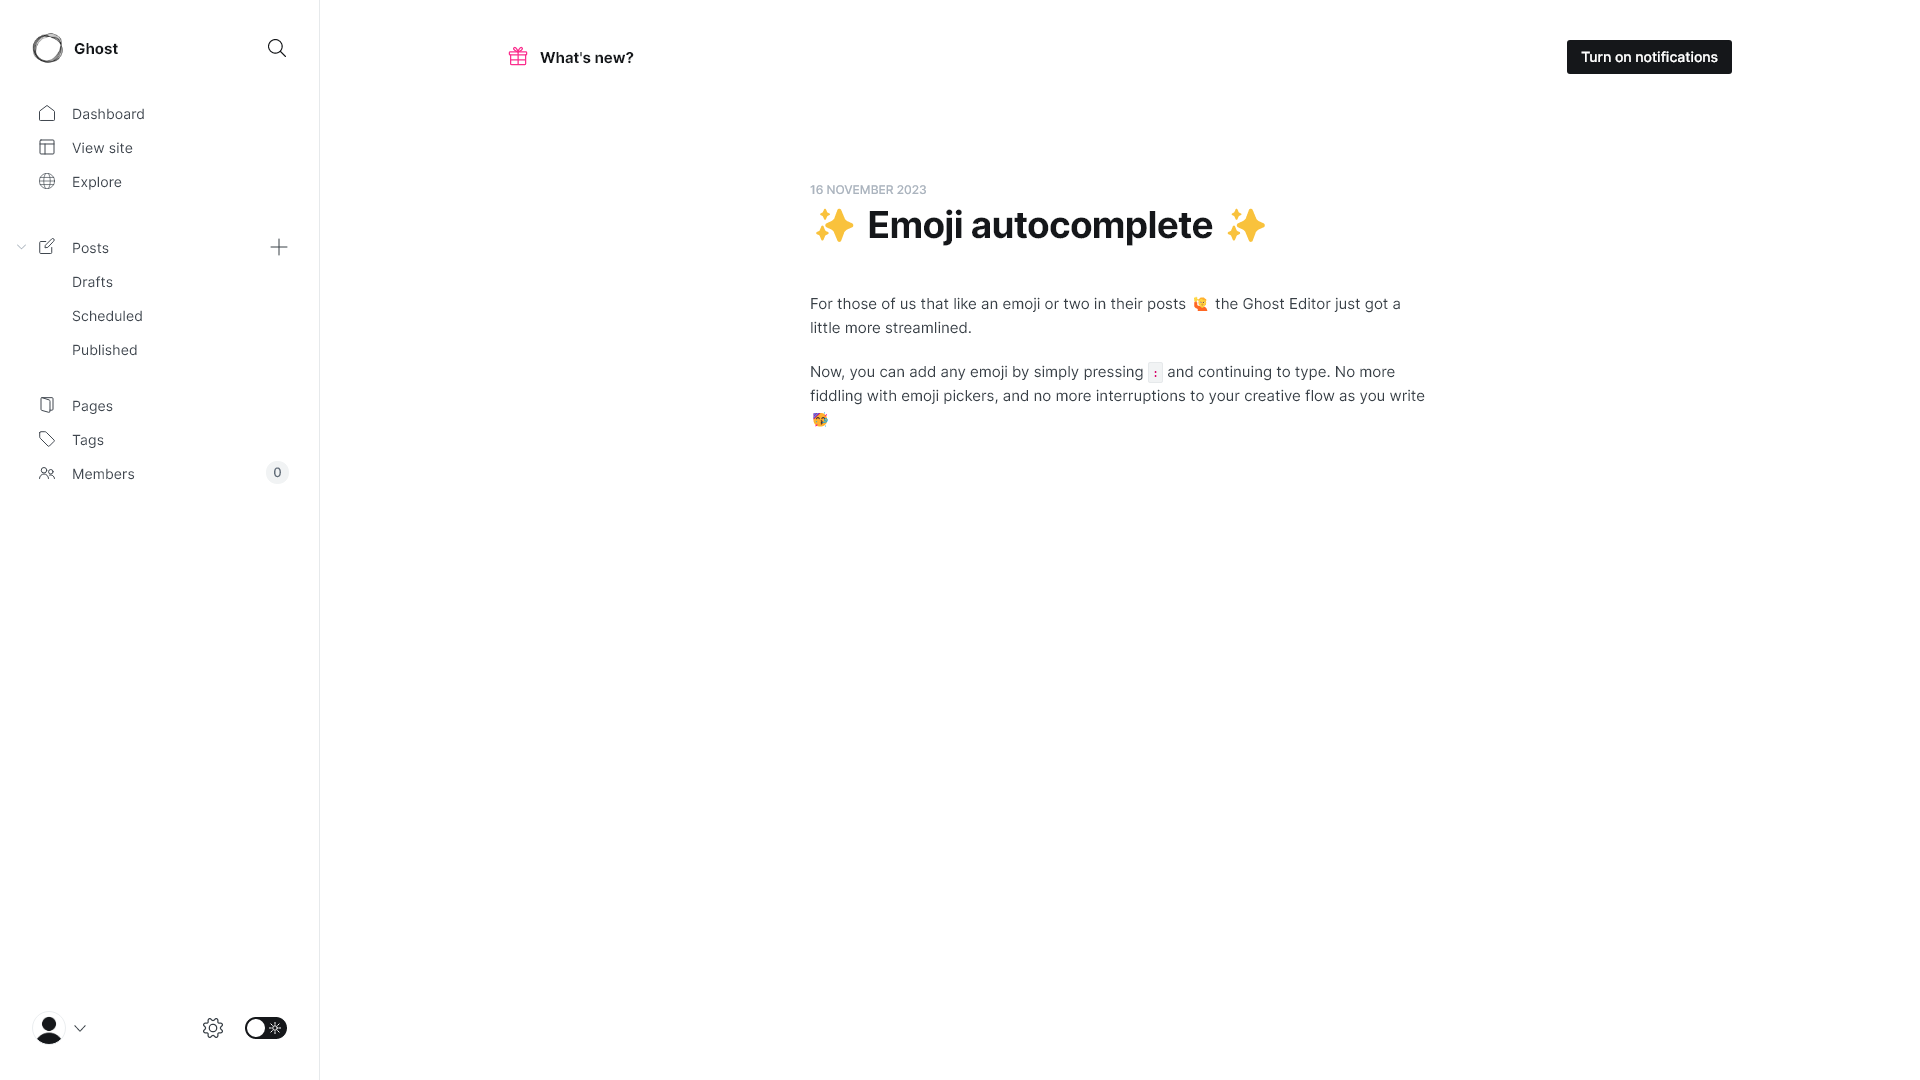 Ghost
Dashboard
View site
Explore
Posts
Drafts
Scheduled
Published
Pages
Tags
Members
0
What's new?
Turn on notifications
16 NOVEMBER 2023
✨ Emoji autocomplete ✨
For those of us that like an emoji or two in their posts 🙋 the Ghost Editor just got a
little more streamlined.
Now, you can add any emoji by simply pressing : and continuing to type. No more
fiddling with emoji pickers, and no more interruptions to your creative flow as you write
🥳